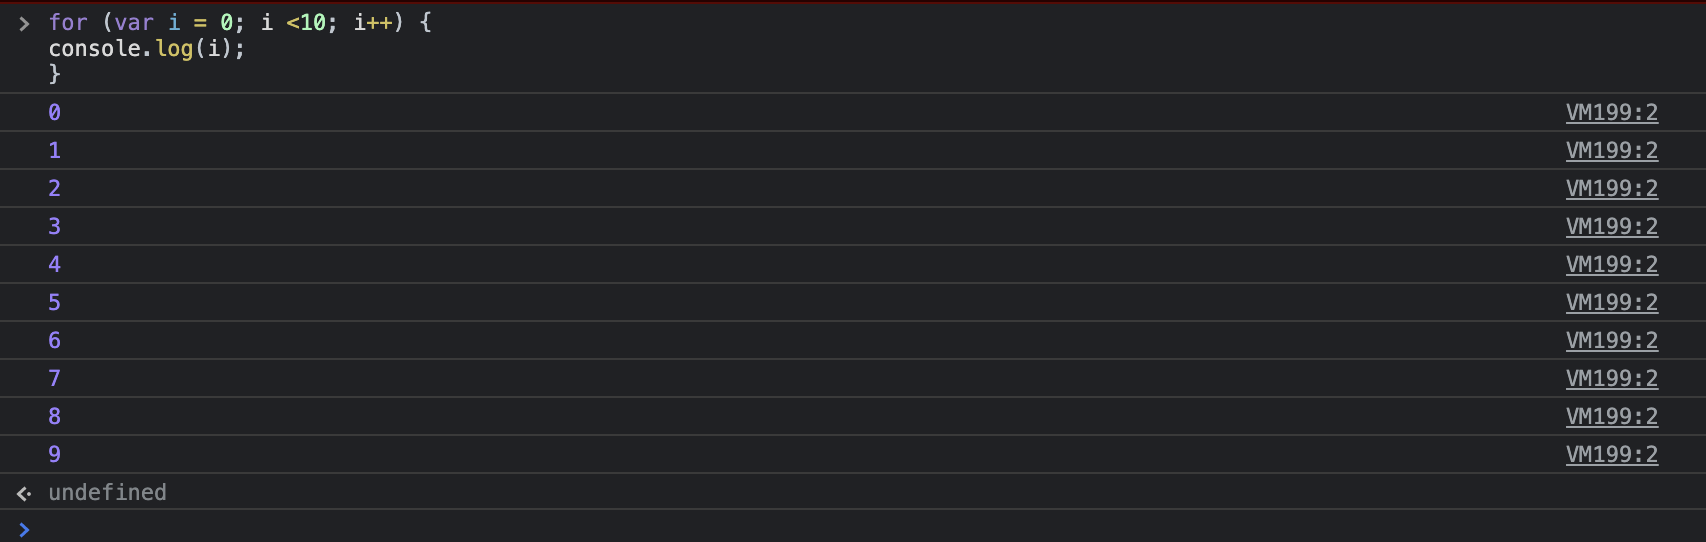 > for (var i = 0; i <10; i++) {
console.log(i);
}
0 VM199:2
1 VM199:2
2 VM199:2
3 VM199:2
4 VM199:2
5 VM199:2
6 VM199:2
7 VM199:2
8 VM199:2
9 VM199:2
undefined
>